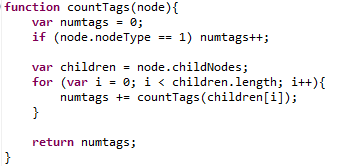 function countTags(node){
    var numtags = 0;
    if (node.nodeType == 1) numtags++;

    var children = node.childNodes;
    for (var i = 0; i < children.length; i++){
        numtags += countTags(children[i]);
    }

    return numtags;
}